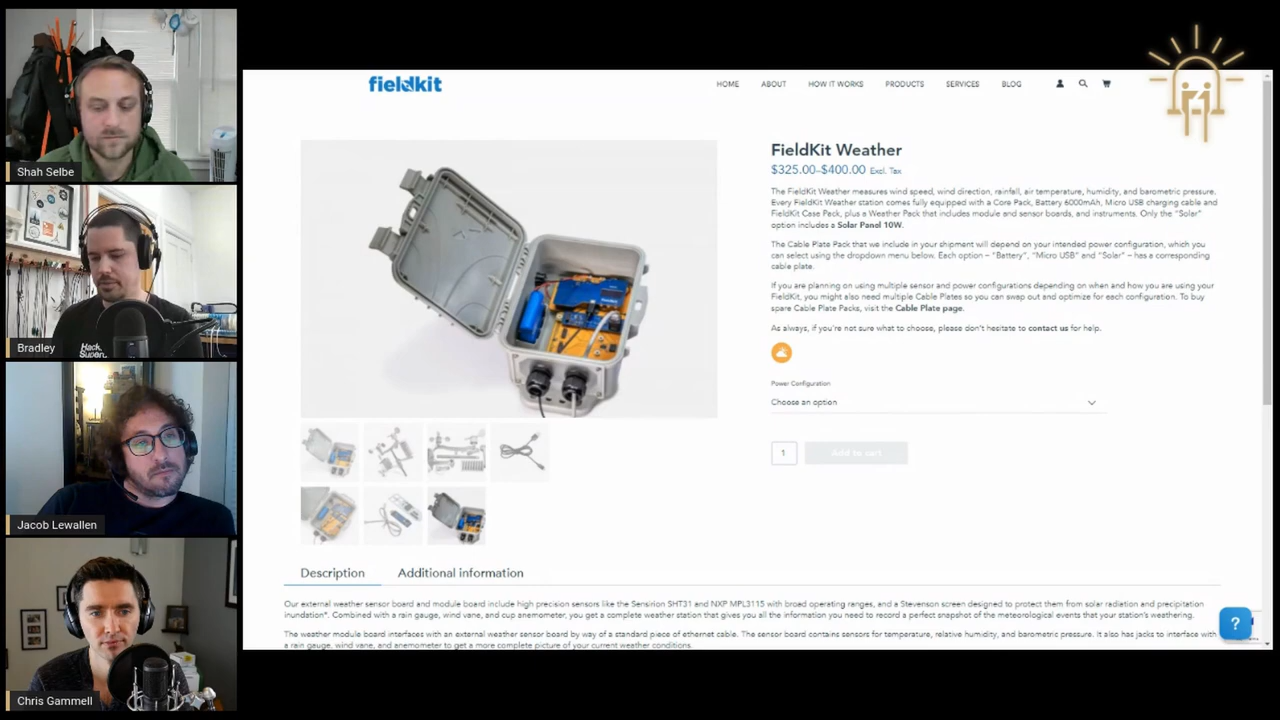 Shah Selbe
Hack.
Super.
Bradley
Jacob Lewallen
Chris Gammell
fieldkit
HOME
ABOUT
HOW IT WORKS
PRODUCTS
SERVICES
BLOG
FieldKit Weather
$325.00–$400.00 Excl. Tax
The FieldKit Weather measures wind speed, wind direction, rainfall, air temperature, humidity, and barometric pressure.
Every FieldKit Weather station comes fully equipped with a Core Pack, Battery 6000mAh, Micro USB charging cable and
FieldKit Case Pack, plus a Weather Pack that includes module and sensor boards, and instruments. Only the "Solar"
option includes a Solar Panel 10W.
The Cable Plate Pack that we include in your shipment will depend on your intended power configuration, which you
can select using the dropdown menu below. Each option – "Battery", "Micro USB" and "Solar" – has a corresponding
cable plate.
If you are planning on using multiple sensor and power configurations depending on when and how you are using your
FieldKit, you might also need multiple Cable Plates so you can swap out and optimize for each configuration. To buy
spare Cable Plate Packs, visit the Cable Plate page.
As always, if you're not sure what to choose, please don't hesitate to contact us for help.
Power Configuration
Choose an option
1
Add to cart
Description
Additional information
Our external weather sensor board and module board include high precision sensors like the Sensirion SHT31 and NXP MPL3115 with broad operating ranges, and a Stevenson screen designed to protect them from solar radiation and precipitation
inundation*. Combined with a rain gauge, wind vane, and cup anemometer, you get a complete weather station that gives you all the information you need to record a perfect snapshot of the meteorological events that your station's weathering.
The weather module board interfaces with an external weather sensor board by way of a standard piece of ethernet cable. The sensor board contains sensors for temperature, relative humidity, and barometric pressure. It also has jacks to interface with
a rain gauge, wind vane, and anemometer to get a more complete picture of your current weather conditions.
?